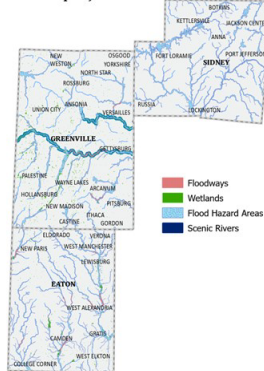 BOTKINS
KETTLERSVILLE
JACKSON CENTER
ANNA
FORT LORAMIE
PORT JEFFERSON
SIDNEY
RUSSIA
LOCKINGTON
NEW WESTON
OSGOOD
YORKSHIRE
NORTH STAR
ROSSBURG
UNION CITY
ANSONIA
VERSAILLES
GREENVILLE
GETTYSBURG
PALESTINE
WAYNE LAKES
HOLLANSBURG
ARCANUM
PITSBURG
NEW MADISON
ITHACA
CASTINE
GORDON
ELDORADO
VERONA
NEW PARIS
WEST MANCHESTER
LEWISBURG
EATON
WEST ALEXANDRIA
GRATIS
CAMDEN
WEST ELKTON
COLLEGE CORNER
Floodways
Wetlands
Flood Hazard Areas
Scenic Rivers